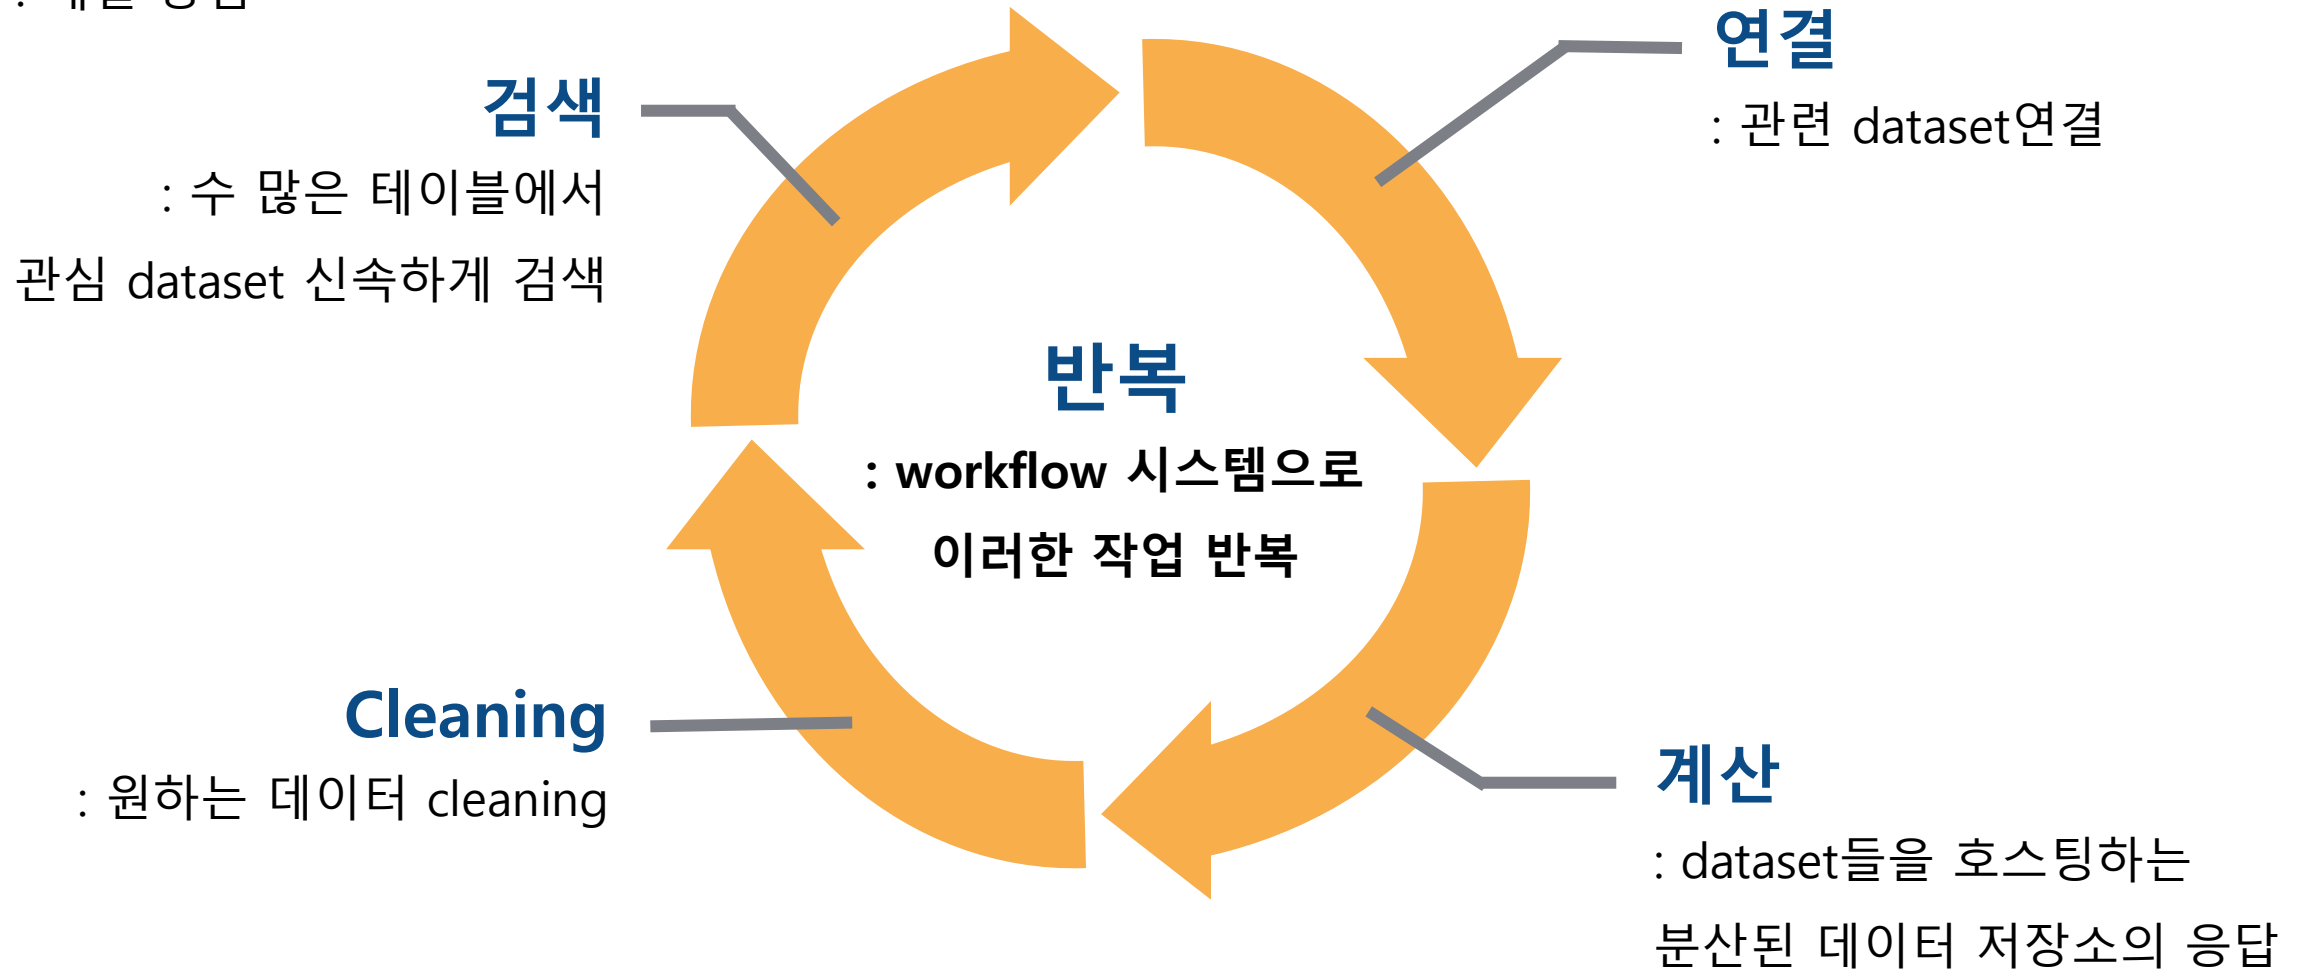 검색
: 수 많은 테이블에서
관심 dataset 신속하게 검색
연결
: 관련 dataset연결
반복
: workflow 시스템으로
이러한 작업 반복
Cleaning
: 원하는 데이터 cleaning
계산
: dataset들을 호스팅하는
분산된 데이터 저장소의 응답